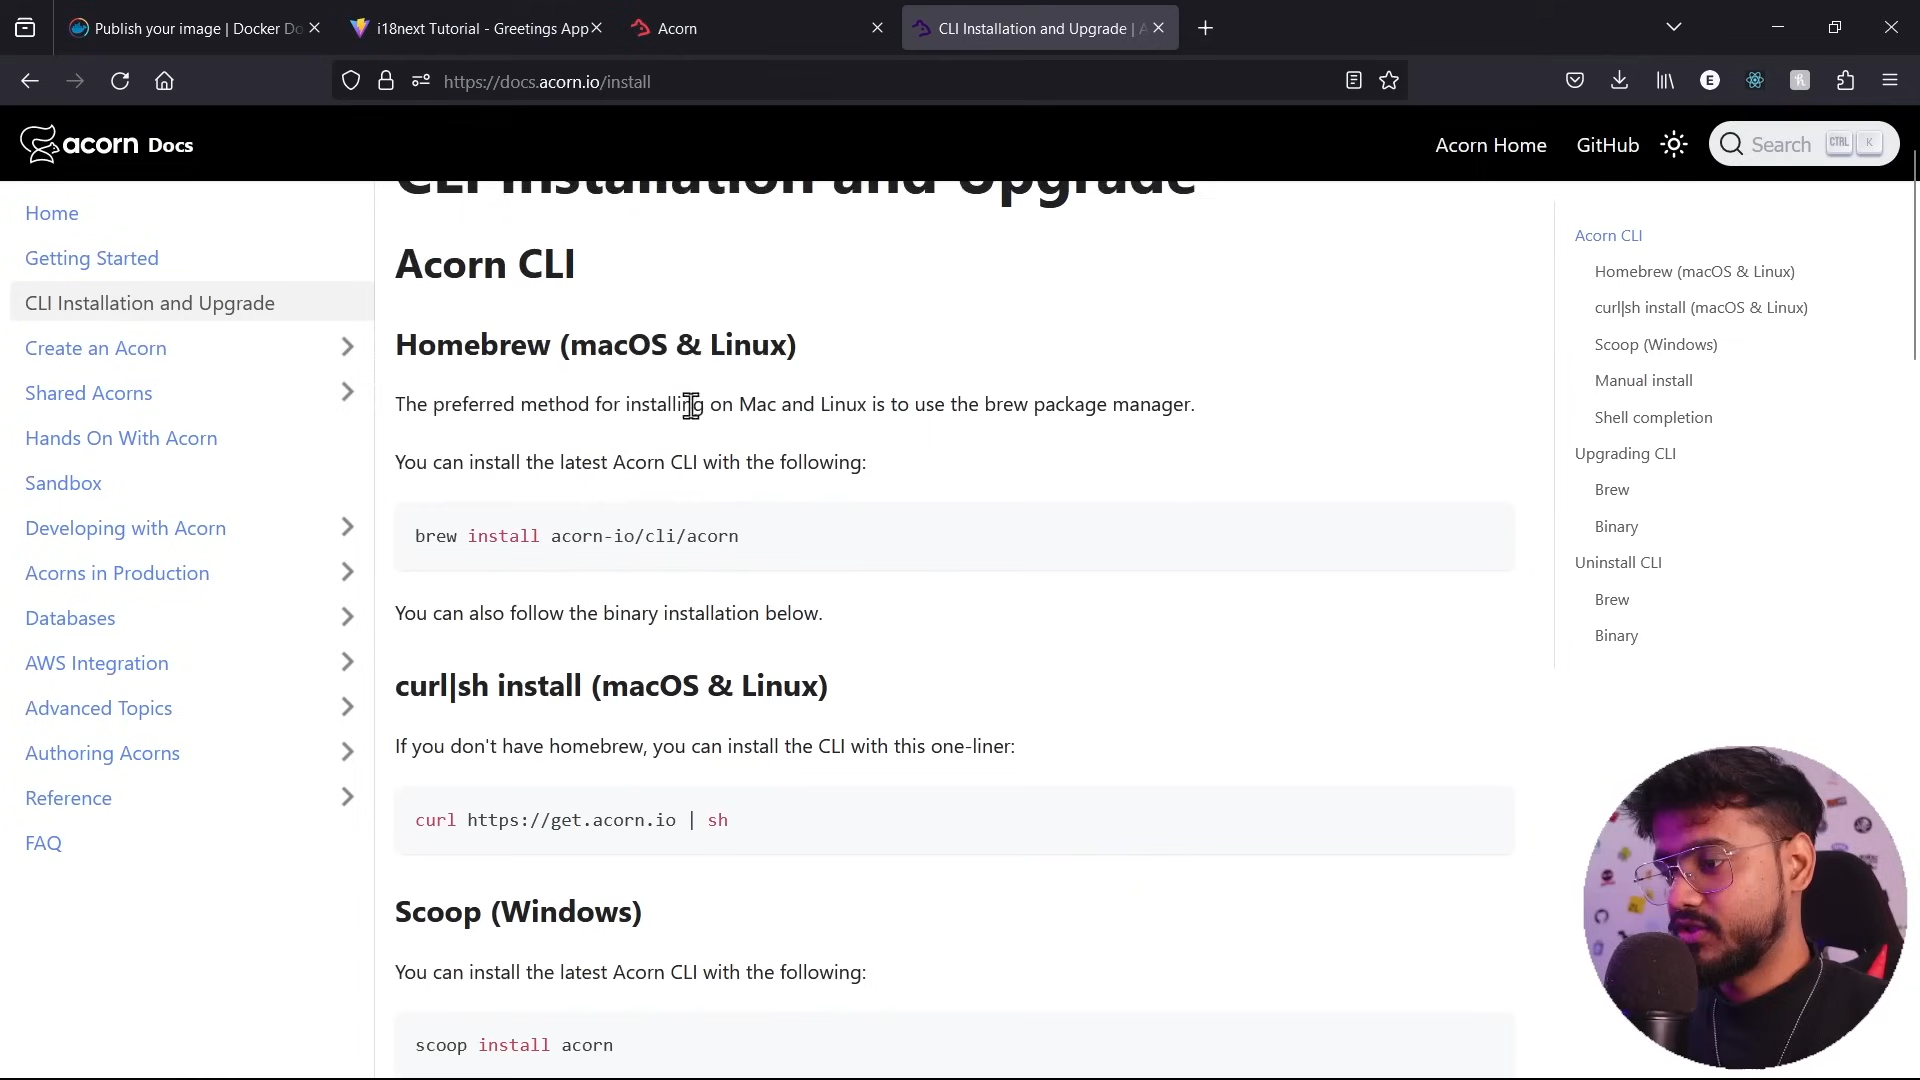 Publish your image | Docker Do
i18next Tutorial - Greetings App
Acorn
CLI Installation and Upgrade | A
https://docs.acorn.io/install
E
acorn Docs
Acorn Home
GitHub
Search
CTRL
K
Home
Getting Started
CLI Installation and Upgrade
Create an Acorn
Shared Acorns
Hands On With Acorn
Sandbox
Developing with Acorn
Acorns in Production
Databases
AWS Integration
Advanced Topics
Authoring Acorns
Reference
FAQ
CLI Installation and Upgrade
Acorn CLI
Homebrew (macOS & Linux)
The preferred method for installing on Mac and Linux is to use the brew package manager.
You can install the latest Acorn CLI with the following:
brew install acorn-io/cli/acorn
You can also follow the binary installation below.
curl|sh install (macOS & Linux)
If you don't have homebrew, you can install the CLI with this one-liner:
curl https://get.acorn.io | sh
Scoop (Windows)
You can install the latest Acorn CLI with the following:
scoop install acorn
Acorn CLI
Homebrew (macOS & Linux)
curl|sh install (macOS & Linux)
Scoop (Windows)
Manual install
Shell completion
Upgrading CLI
Brew
Binary
Uninstall CLI
Brew
Binary